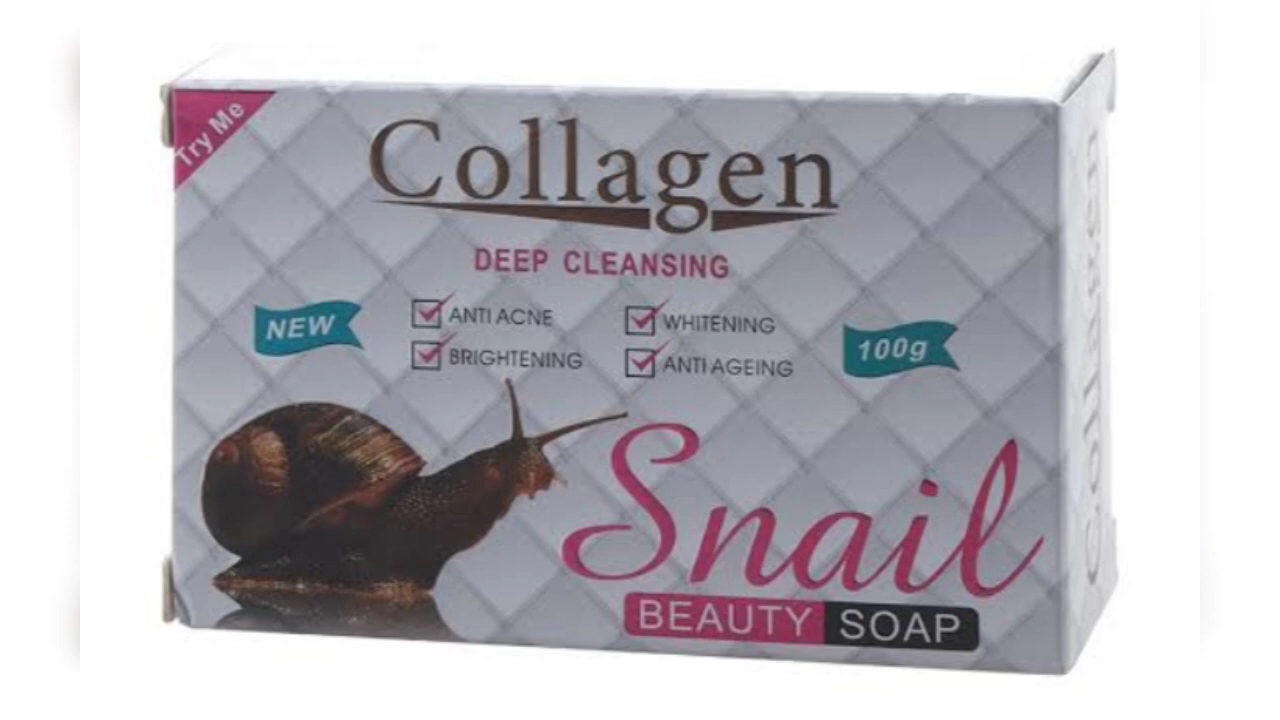 Try Me
Collagen
DEEP CLEANSING
NEW
ANTI ACNE
WHITENING
BRIGHTENING
ANTI AGEING
100g
Snail
BEAUTY SOAP
Collagen